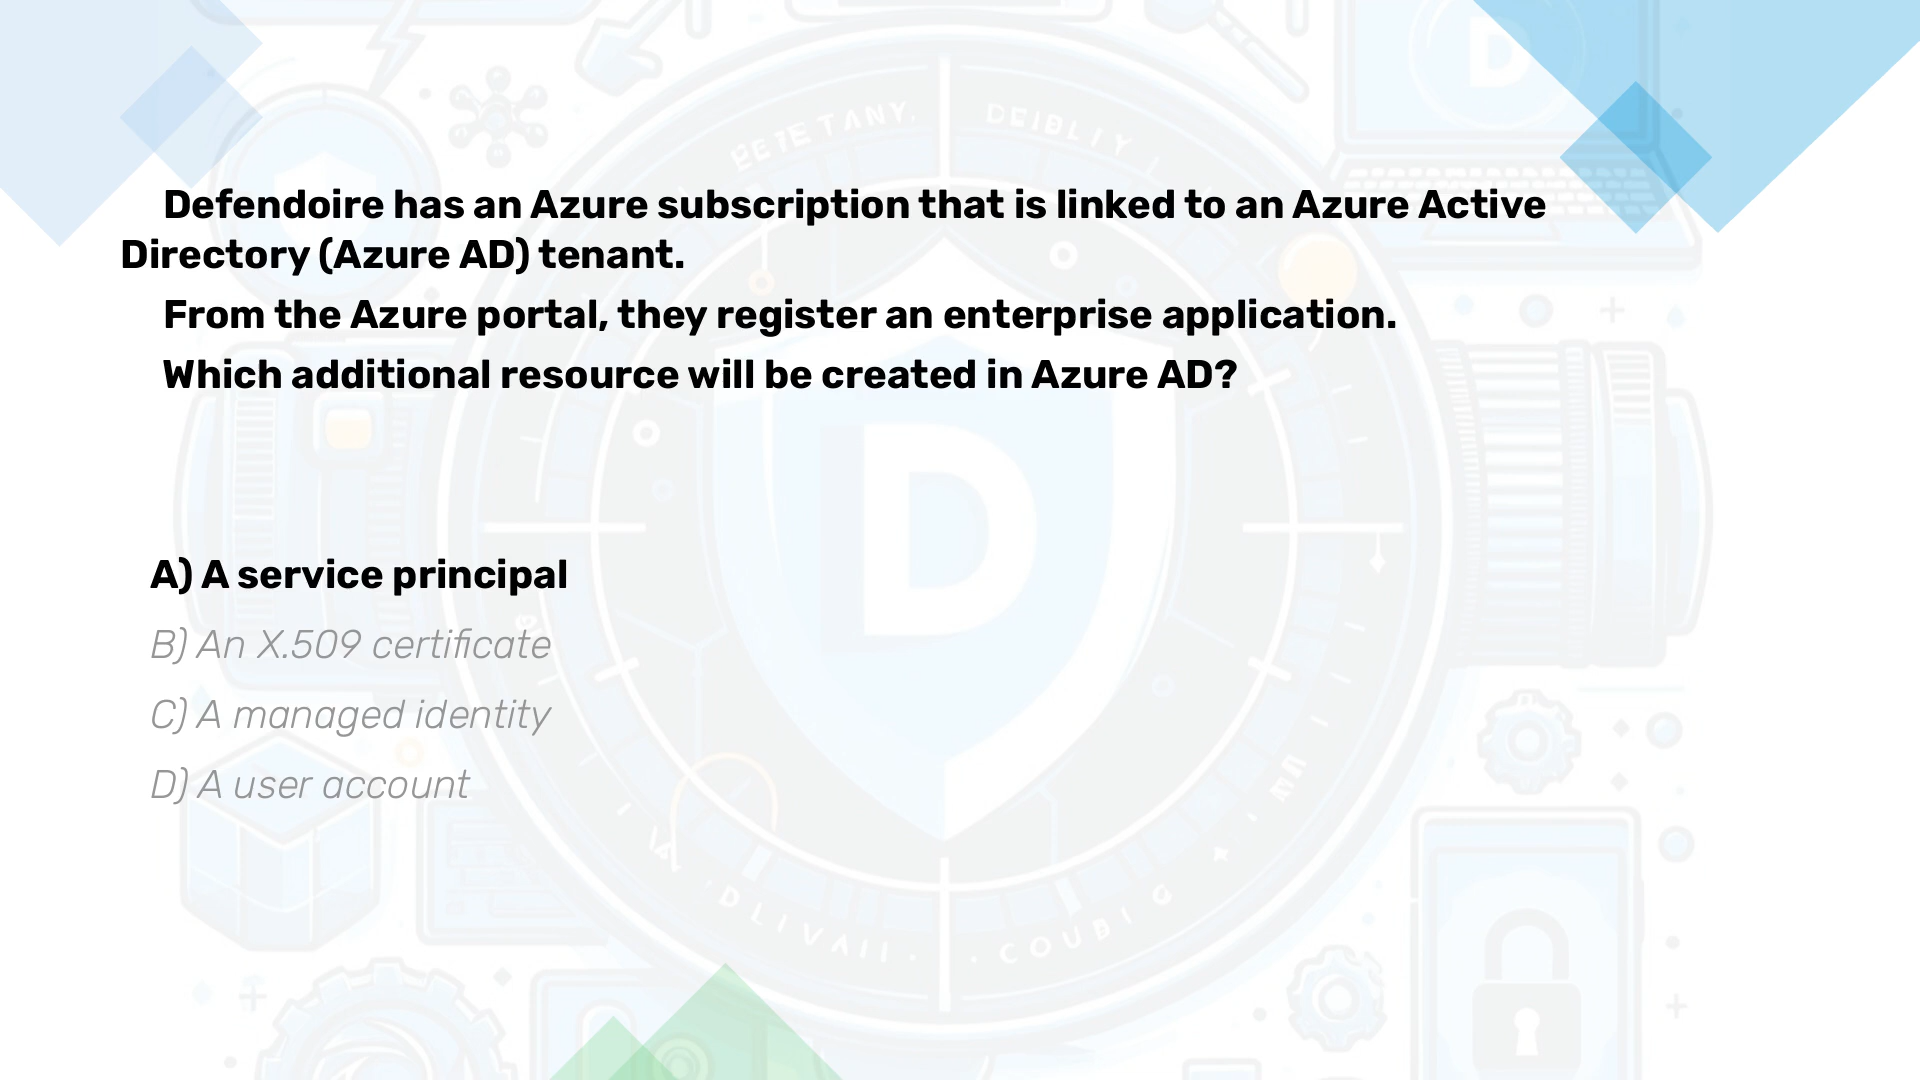 Defendoire has an Azure subscription that is linked to an Azure Active
Directory (Azure AD) tenant.
From the Azure portal, they register an enterprise application.
Which additional resource will be created in Azure AD?
A) A service principal
B) An X.509 certificate
C) A managed identity
D) A user account
D
D